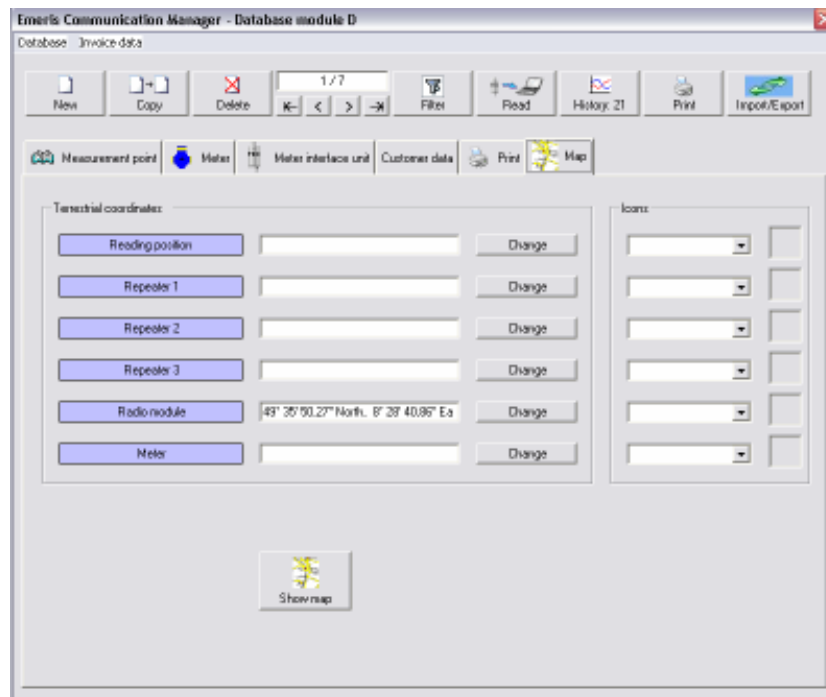 Emeris Communication Manager - Database module D
Database Invoice data
1 / 7
New Copy Delete Filter Read History: 21 Print Import/Export
Measurement point Meter Meter interface unit Customer data Print Map
Terrestrial coordinates Icons
Reading position Change
Repeater 1 Change
Repeater 2 Change
Repeater 3 Change
Radio module 49° 35' 50,27" North, 8° 28' 40,86" Ea Change
Meter Change
Show map